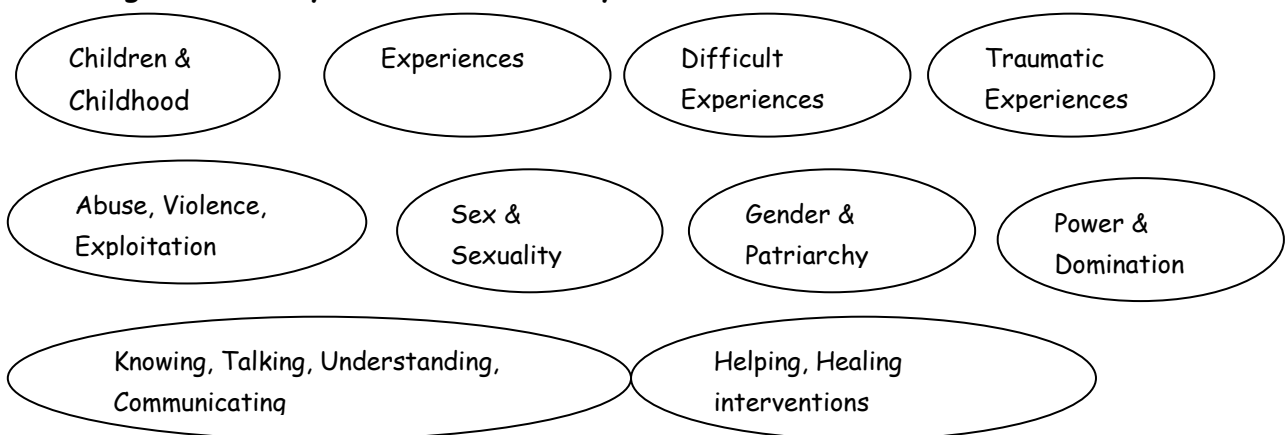 Children &
Childhood
Experiences
Difficult
Experiences
Traumatic
Experiences
Abuse, Violence,
Exploitation
Sex &
Sexuality
Gender &
Patriarchy
Power &
Domination
Knowing, Talking, Understanding,
Communicating
Helping, Healing
interventions